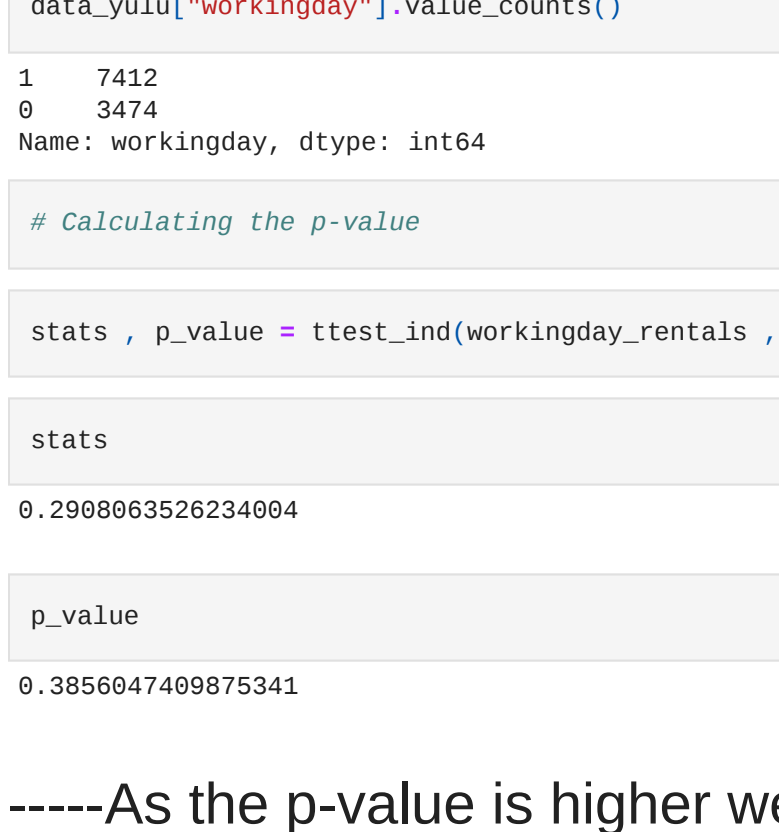 data_yulu["workingday"].value_counts()
1    7412
0    3474
Name: workingday, dtype: int64
# Calculating the p-value
stats , p_value = ttest_ind(workingday_rentals ,
stats
0.2908063526234004
p_value
0.3856047409875341
-----As the p-value is higher we